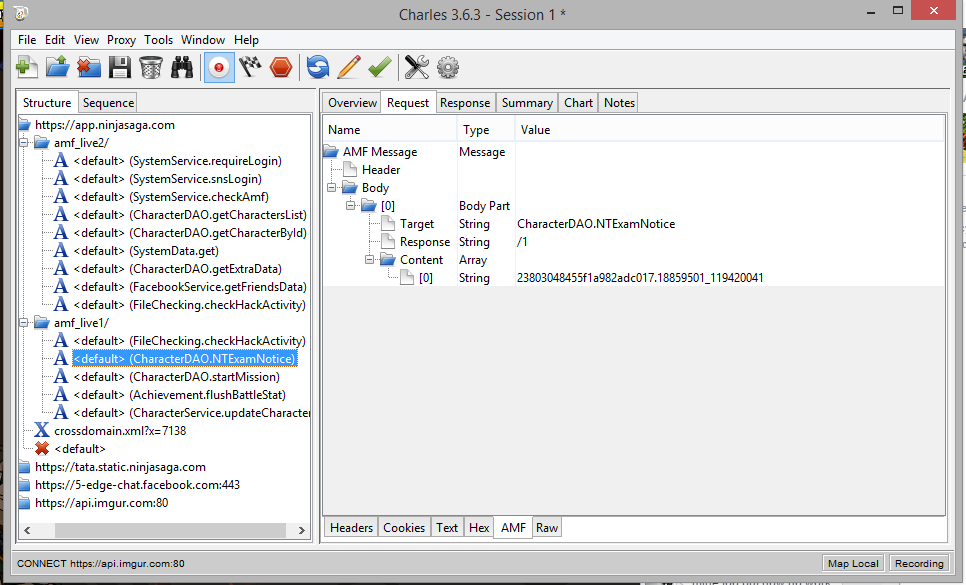 Charles 3.6.3 - Session 1 *
File Edit View Proxy Tools Window Help
Structure Sequence
https://app.ninjasaga.com
amf_live2/
<default> (SystemService.requireLogin)
<default> (SystemService.snsLogin)
<default> (SystemService.checkAmf)
<default> (CharacterDAO.getCharactersList)
<default> (CharacterDAO.getCharacterById)
<default> (SystemData.get)
<default> (CharacterDAO.getExtraData)
<default> (FacebookService.getFriendsData)
<default> (FileChecking.checkHackActivity)
amf_live1/
<default> (FileChecking.checkHackActivity)
<default> (CharacterDAO.NTExamNotice)
<default> (CharacterDAO.startMission)
<default> (Achievement.flushBattleStat)
<default> (CharacterService.updateCharacter
crossdomain.xml?x=7138
<default>
https://tata.static.ninjasaga.com
https://5-edge-chat.facebook.com:443
https://api.imgur.com:80
Overview Request Response Summary Chart Notes
Name Type Value
AMF Message Message
Header
Body
[0] Body Part
Target String CharacterDAO.NTExamNotice
Response String /1
Content Array
[0] String 23803048455f1a982adc017.18859501_119420041
Headers Cookies Text Hex AMF Raw
CONNECT https://api.imgur.com:80
Map Local Recording